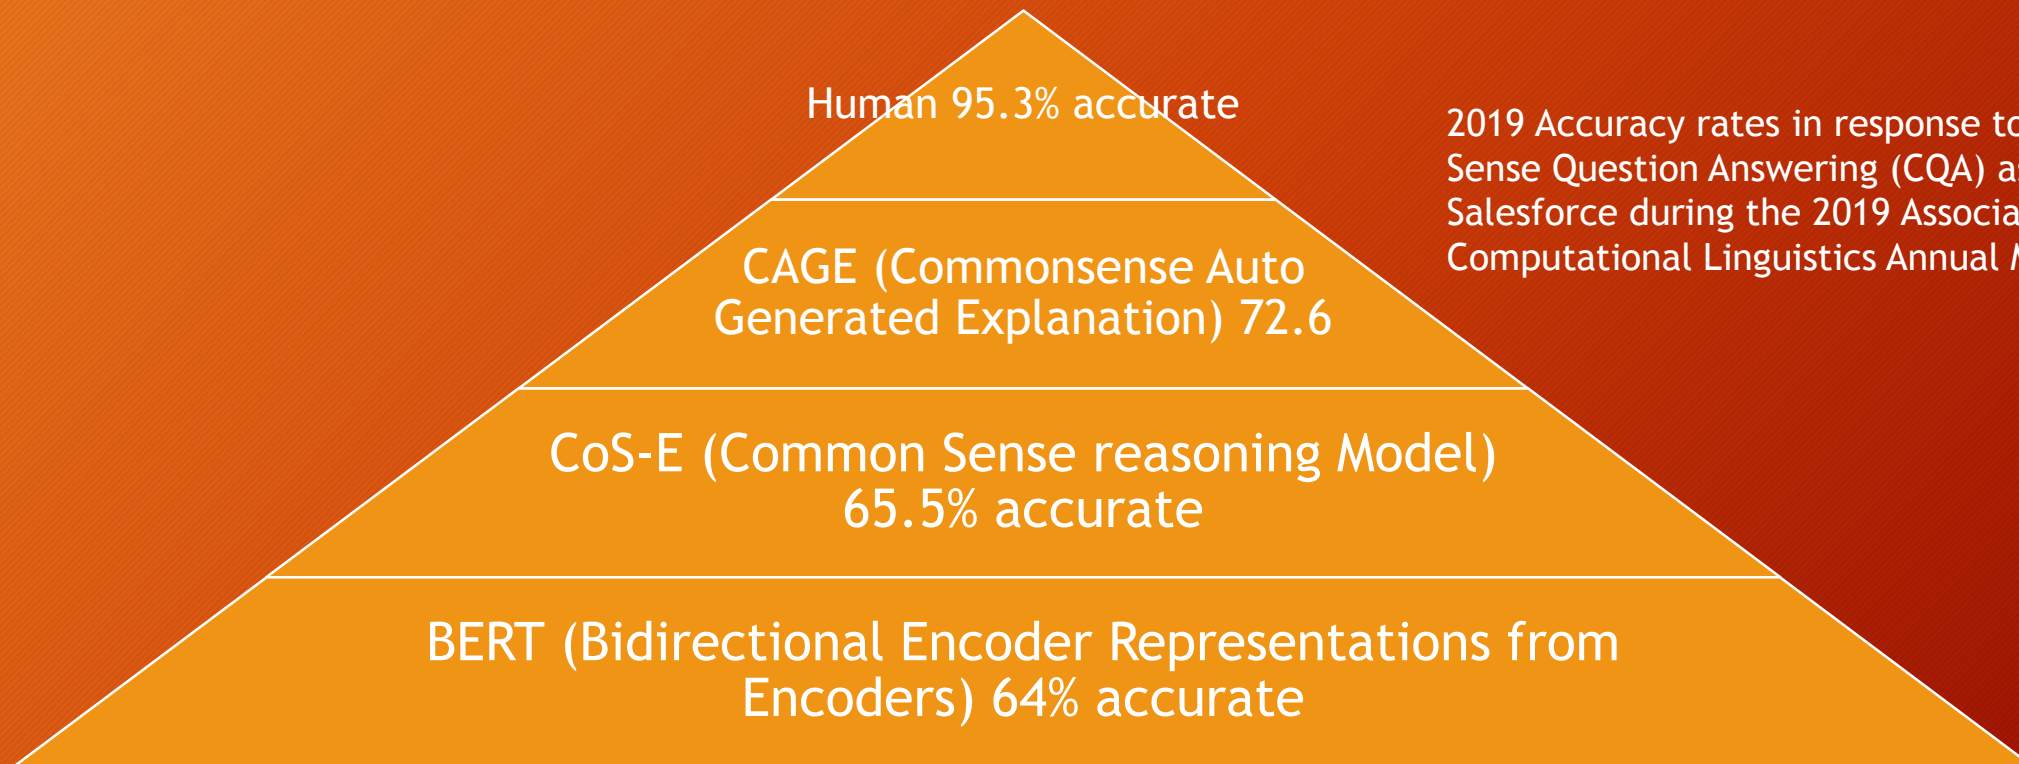 Human 95.3% accurate
2019 Accuracy rates in response to
Sense Question Answering (CQA)
Salesforce during the 2019
Computational Linguistics Annual
CAGE (Commonsense Auto
Generated Explanation) 72.6
CoS-E (Common Sense reasoning Model)
65.5% accurate
BERT (Bidirectional Encoder Representations from
Encoders) 64% accurate